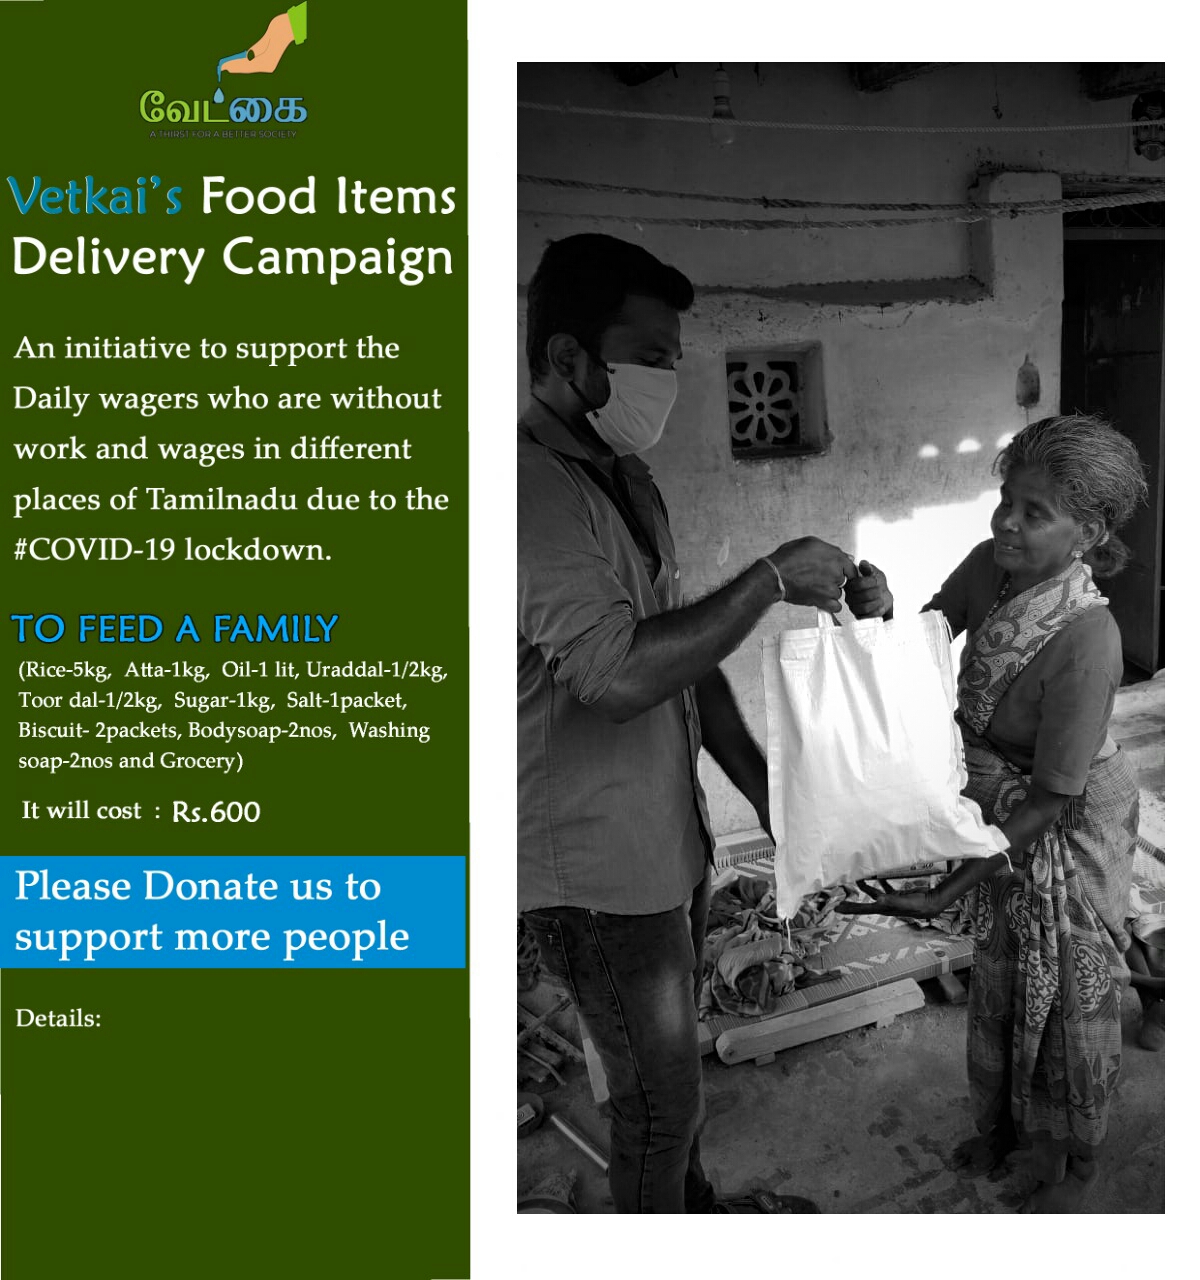 வேட்கை
A THIRST FOR A BETTER SOCIETY
Vetkai's Food Items
Delivery Campaign
An initiative to support the
Daily wagers who are without
work and wages in different
places of Tamilnadu due to the
#COVID-19 lockdown.
TO FEED A FAMILY
(Rice-5kg, Atta-1kg, Oil-1 lit, Uraddal-1/2kg,
Toor dal-1/2kg, Sugar-1kg, Salt-1packet,
Biscuit- 2packets, Bodysoap-2nos, Washing
soap-2nos and Grocery)
It will cost : Rs.600
Please Donate us to
support more people
Details: